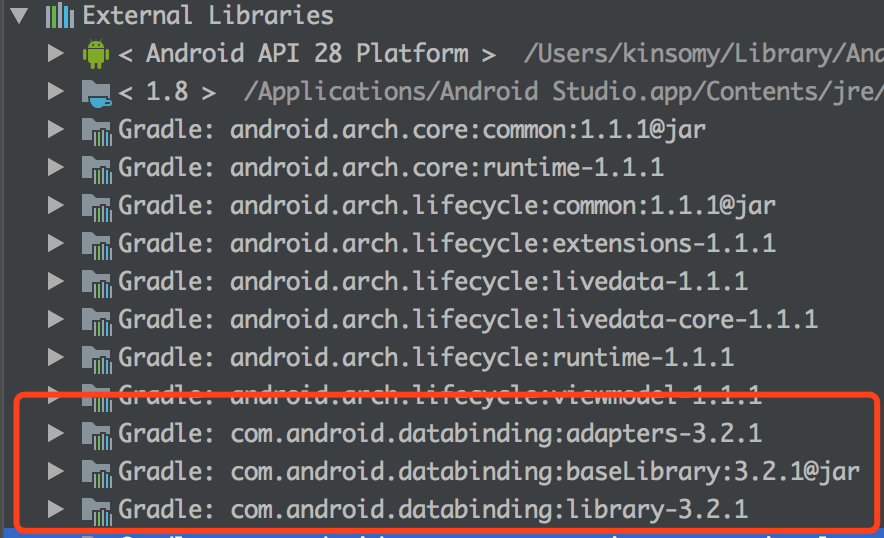 External Libraries
< Android API 28 Platform > /Users/kinsomy/Library/And
< 1.8 > /Applications/Android Studio.app/Contents/jre/
Gradle: android.arch.core:common:1.1.1@jar
Gradle: android.arch.core:runtime-1.1.1
Gradle: android.arch.lifecycle:common:1.1.1@jar
Gradle: android.arch.lifecycle:extensions-1.1.1
Gradle: android.arch.lifecycle:livedata-1.1.1
Gradle: android.arch.lifecycle:livedata-core-1.1.1
Gradle: android.arch.lifecycle:runtime-1.1.1
Gradle: android.arch.lifecycle:viewmodel-1.1.1
Gradle: com.android.databinding:adapters-3.2.1
Gradle: com.android.databinding:baseLibrary:3.2.1@jar
Gradle: com.android.databinding:library-3.2.1